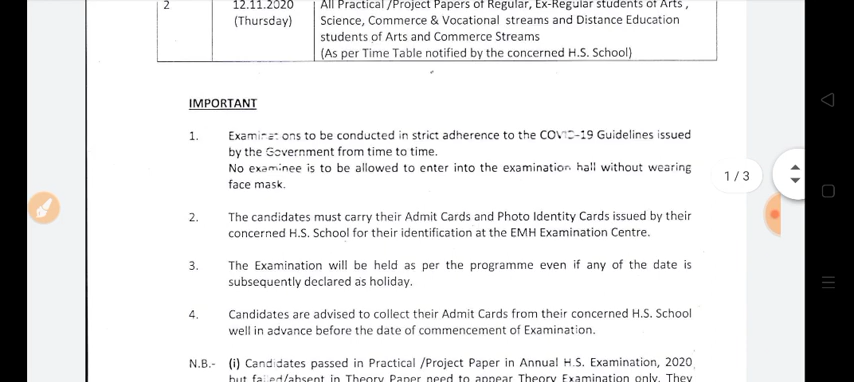 2
12.11.2020
(Thursday)
All Practical /Project Papers of Regular, Ex-Regular students of Arts ,
Science, Commerce & Vocational streams and Distance Education
students of Arts and Commerce Streams
(As per Time Table notified by the concerned H.S. School)
IMPORTANT
1. Examinations to be conducted in strict adherence to the COVID-19 Guidelines issued
by the Government from time to time.
No examinee is to be allowed to enter into the examination hall without wearing
face mask.
1 / 3
2. The candidates must carry their Admit Cards and Photo Identity Cards issued by their
concerned H.S. School for their identification at the EMH Examination Centre.
3. The Examination will be held as per the programme even if any of the date is
subsequently declared as holiday.
4. Candidates are advised to collect their Admit Cards from their concerned H.S. School
well in advance before the date of commencement of Examination.
N.B.- (i) Candidates passed in Practical /Project Paper in Annual H.S. Examination, 2020
but failed/absent in Theory Paper need to appear Theory Examination only. They